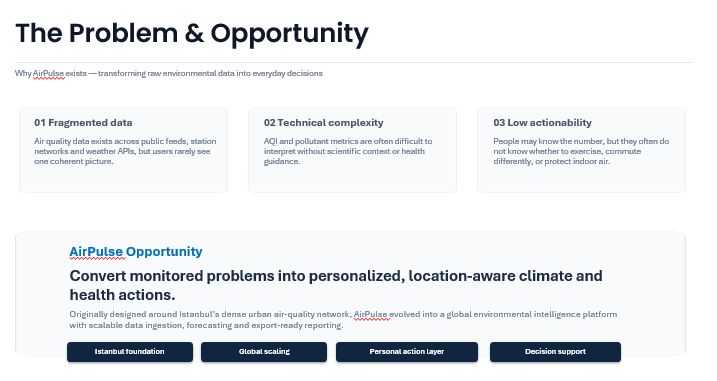 The Problem & Opportunity
Why AirPulse exists — transforming raw environmental data into everyday decisions
01 Fragmented data
Air quality data exists across public feeds, station
networks and weather APIs, but users rarely see
one coherent picture.
02 Technical complexity
AQI and pollutant metrics are often difficult to
interpret without scientific context or health
guidance.
03 Low actionability
People may know the number, but they often do
not know whether to exercise, commute
differently, or protect indoor air.
AirPulse Opportunity
Convert monitored problems into personalized, location-aware climate and
health actions.
Originally designed around Istanbul's dense urban air-quality network, AirPulse evolved into a global environmental intelligence platform
with scalable data ingestion, forecasting and export-ready reporting.
Istanbul foundation
Global scaling
Personal action layer
Decision support